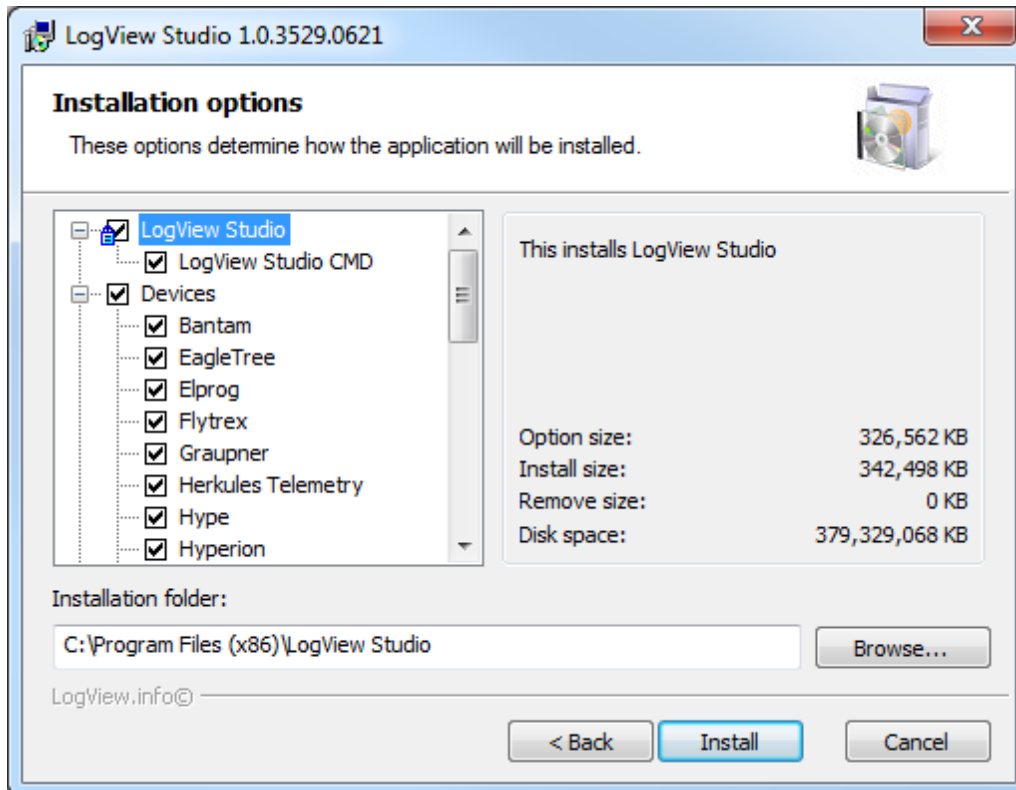 LogView Studio 1.0.3529.0621
Installation options
These options determine how the application will be installed.
LogView Studio
LogView Studio CMD
Devices
Bantam
EagleTree
Elprog
Flytrex
Graupner
Herkules Telemetry
Hype
Hyperion
This installs LogView Studio
Option size: 326,562 KB
Install size: 342,498 KB
Remove size: 0 KB
Disk space: 379,329,068 KB
Installation folder:
C:\Program Files (x86)\LogView Studio
Browse...
LogView.info©
< Back
Install
Cancel